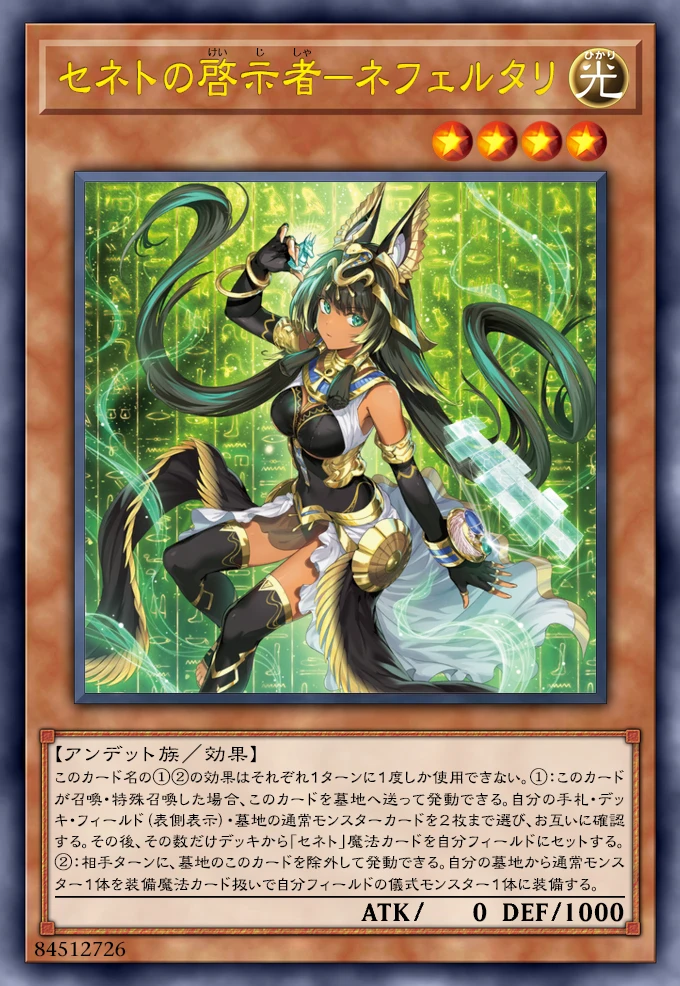 セネトの啓示者－ネフェルタリ
けいじしゃ
光
ひかり
【アンデット族／効果】
このカード名の①②の効果はそれぞれ1ターンに1度しか使用できない。①：このカード
が召喚・特殊召喚した場合、このカードを墓地へ送って発動できる。自分の手札・デッ
キ・フィールド（表側表示）・墓地の通常モンスターカードを2枚まで選び、お互いに確認
する。その後、その数だけデッキから「セネト」魔法カードを自分フィールドにセットする。
②：相手ターンに、墓地のこのカードを除外して発動できる。自分の墓地から通常モンス
ター1体を装備魔法カード扱いで自分フィールドの儀式モンスター1体に装備する。
ATK/ 0 DEF/1000
84512726